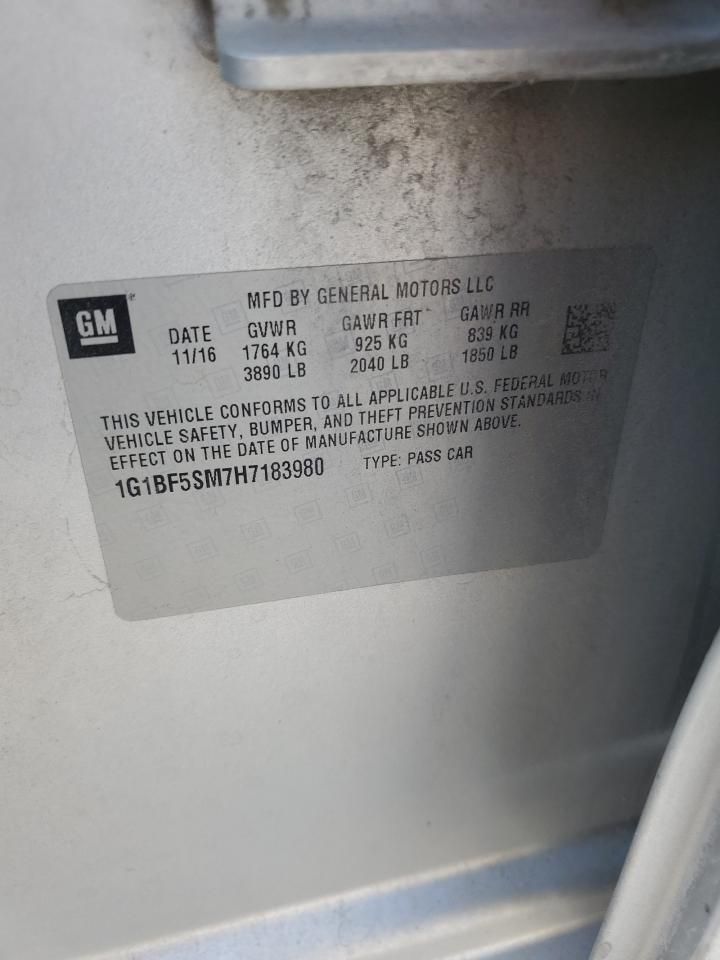 GM
MFD BY GENERAL MOTORS LLC
DATE GVWR GAWR FRT GAWR RR
11/16 1764 KG 925 KG 839 KG
3890 LB 2040 LB 1850 LB
THIS VEHICLE CONFORMS TO ALL APPLICABLE U.S. FEDERAL MOTOR
VEHICLE SAFETY, BUMPER, AND THEFT PREVENTION STANDARDS IN
EFFECT ON THE DATE OF MANUFACTURE SHOWN ABOVE.
1G1BF5SM7H7183980 TYPE: PASS CAR